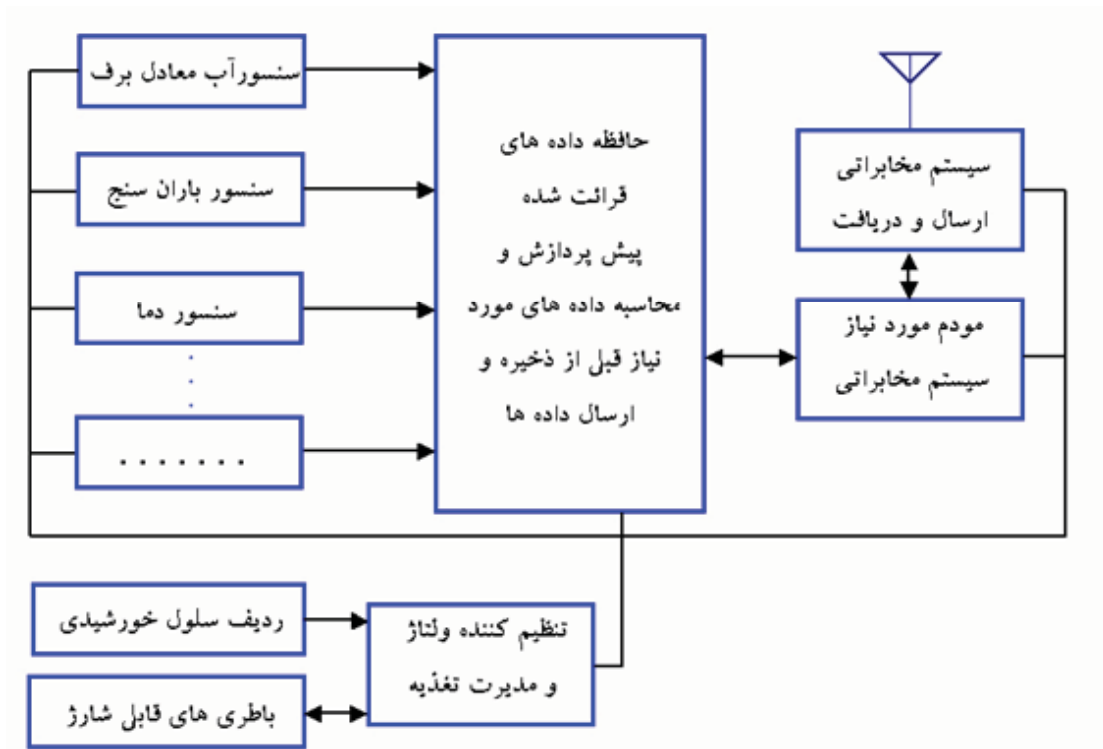 سنسورآب معادل برف
سنسور باران سنج
سنسور دما
. . . . . . .
حافظه داده های
قرائت شده
پیش پردازش و
محاسبه داده های مورد
نیاز قبل از ذخیره و
ارسال داده ها
سیستم مخابراتی
ارسال و دریافت
مودم مورد نیاز
سیستم مخابراتی
ردیف سلول خورشیدی
باطری های قابل شارژ
تنظیم کننده ولتاژ
و مدیرت تغذیه